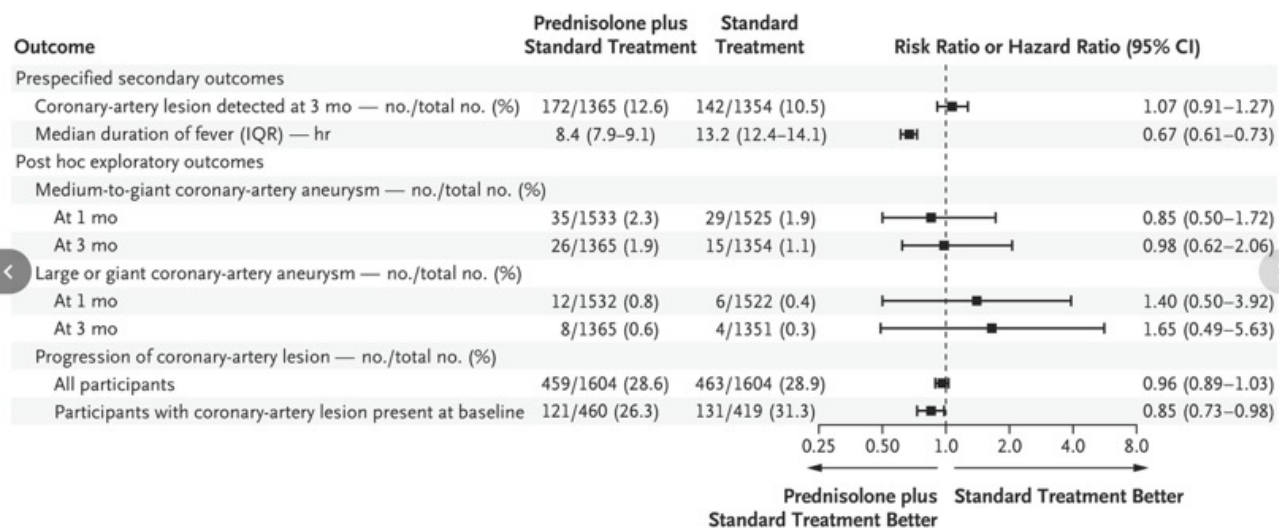 Outcome Prednisolone plus Standard Treatment Standard Treatment Risk Ratio or Hazard Ratio (95% CI)
Prespecified secondary outcomes
Coronary-artery lesion detected at 3 mo — no./total no. (%) 172/1365 (12.6) 142/1354 (10.5) 1.07 (0.91–1.27)
Median duration of fever (IQR) — hr 8.4 (7.9–9.1) 13.2 (12.4–14.1) 0.67 (0.61–0.73)
Post hoc exploratory outcomes
Medium-to-giant coronary-artery aneurysm — no./total no. (%)
At 1 mo 35/1533 (2.3) 29/1525 (1.9) 0.85 (0.50–1.72)
At 3 mo 26/1365 (1.9) 15/1354 (1.1) 0.98 (0.62–2.06)
Large or giant coronary-artery aneurysm — no./total no. (%)
At 1 mo 12/1532 (0.8) 6/1522 (0.4) 1.40 (0.50–3.92)
At 3 mo 8/1365 (0.6) 4/1351 (0.3) 1.65 (0.49–5.63)
Progression of coronary-artery lesion — no./total no. (%)
All participants 459/1604 (28.6) 463/1604 (28.9) 0.96 (0.89–1.03)
Participants with coronary-artery lesion present at baseline 121/460 (26.3) 131/419 (31.3) 0.85 (0.73–0.98)
0.25 0.50 1.0 2.0 4.0 8.0
Prednisolone plus Standard Treatment Better
Standard Treatment Better